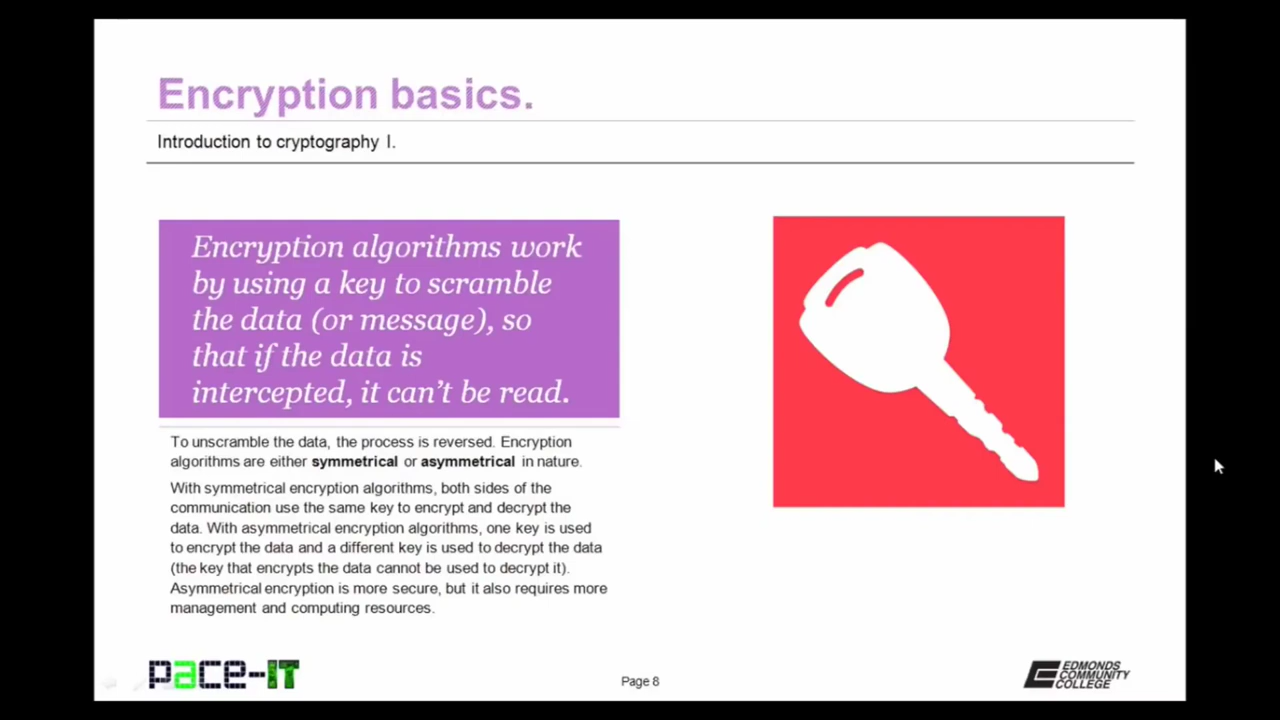 Encryption basics.
Introduction to cryptography I.
Encryption algorithms work
by using a key to scramble
the data (or message), so
that if the data is
intercepted, it can't be read.
To unscramble the data, the process is reversed. Encryption
algorithms are either symmetrical or asymmetrical in nature.
With symmetrical encryption algorithms, both sides of the
communication use the same key to encrypt and decrypt the
data. With asymmetrical encryption algorithms, one key is used
to encrypt the data and a different key is used to decrypt the data
(the key that encrypts the data cannot be used to decrypt it).
Asymmetrical encryption is more secure, but it also requires more
management and computing resources.
pace-IT
Page 8
EDMONDS
COMMUNITY
COLLEGE